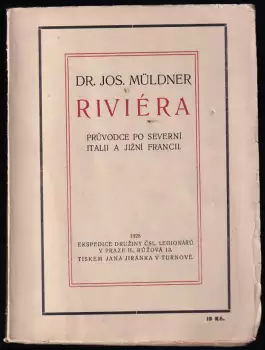 DR. JOS. MÜLDNER
RIVIÉRA
PRŮVODCE PO SEVERNÍ
ITALII A JIŽNÍ FRANCII.
1928
EXPEDICE DRUŽINY ČSL. LEGIONÁŘŮ
V PRAZE II., RŮŽOVÁ 13.
TISKEM JANA JIRÁNKA V TURNOVĚ.
18 Kč.